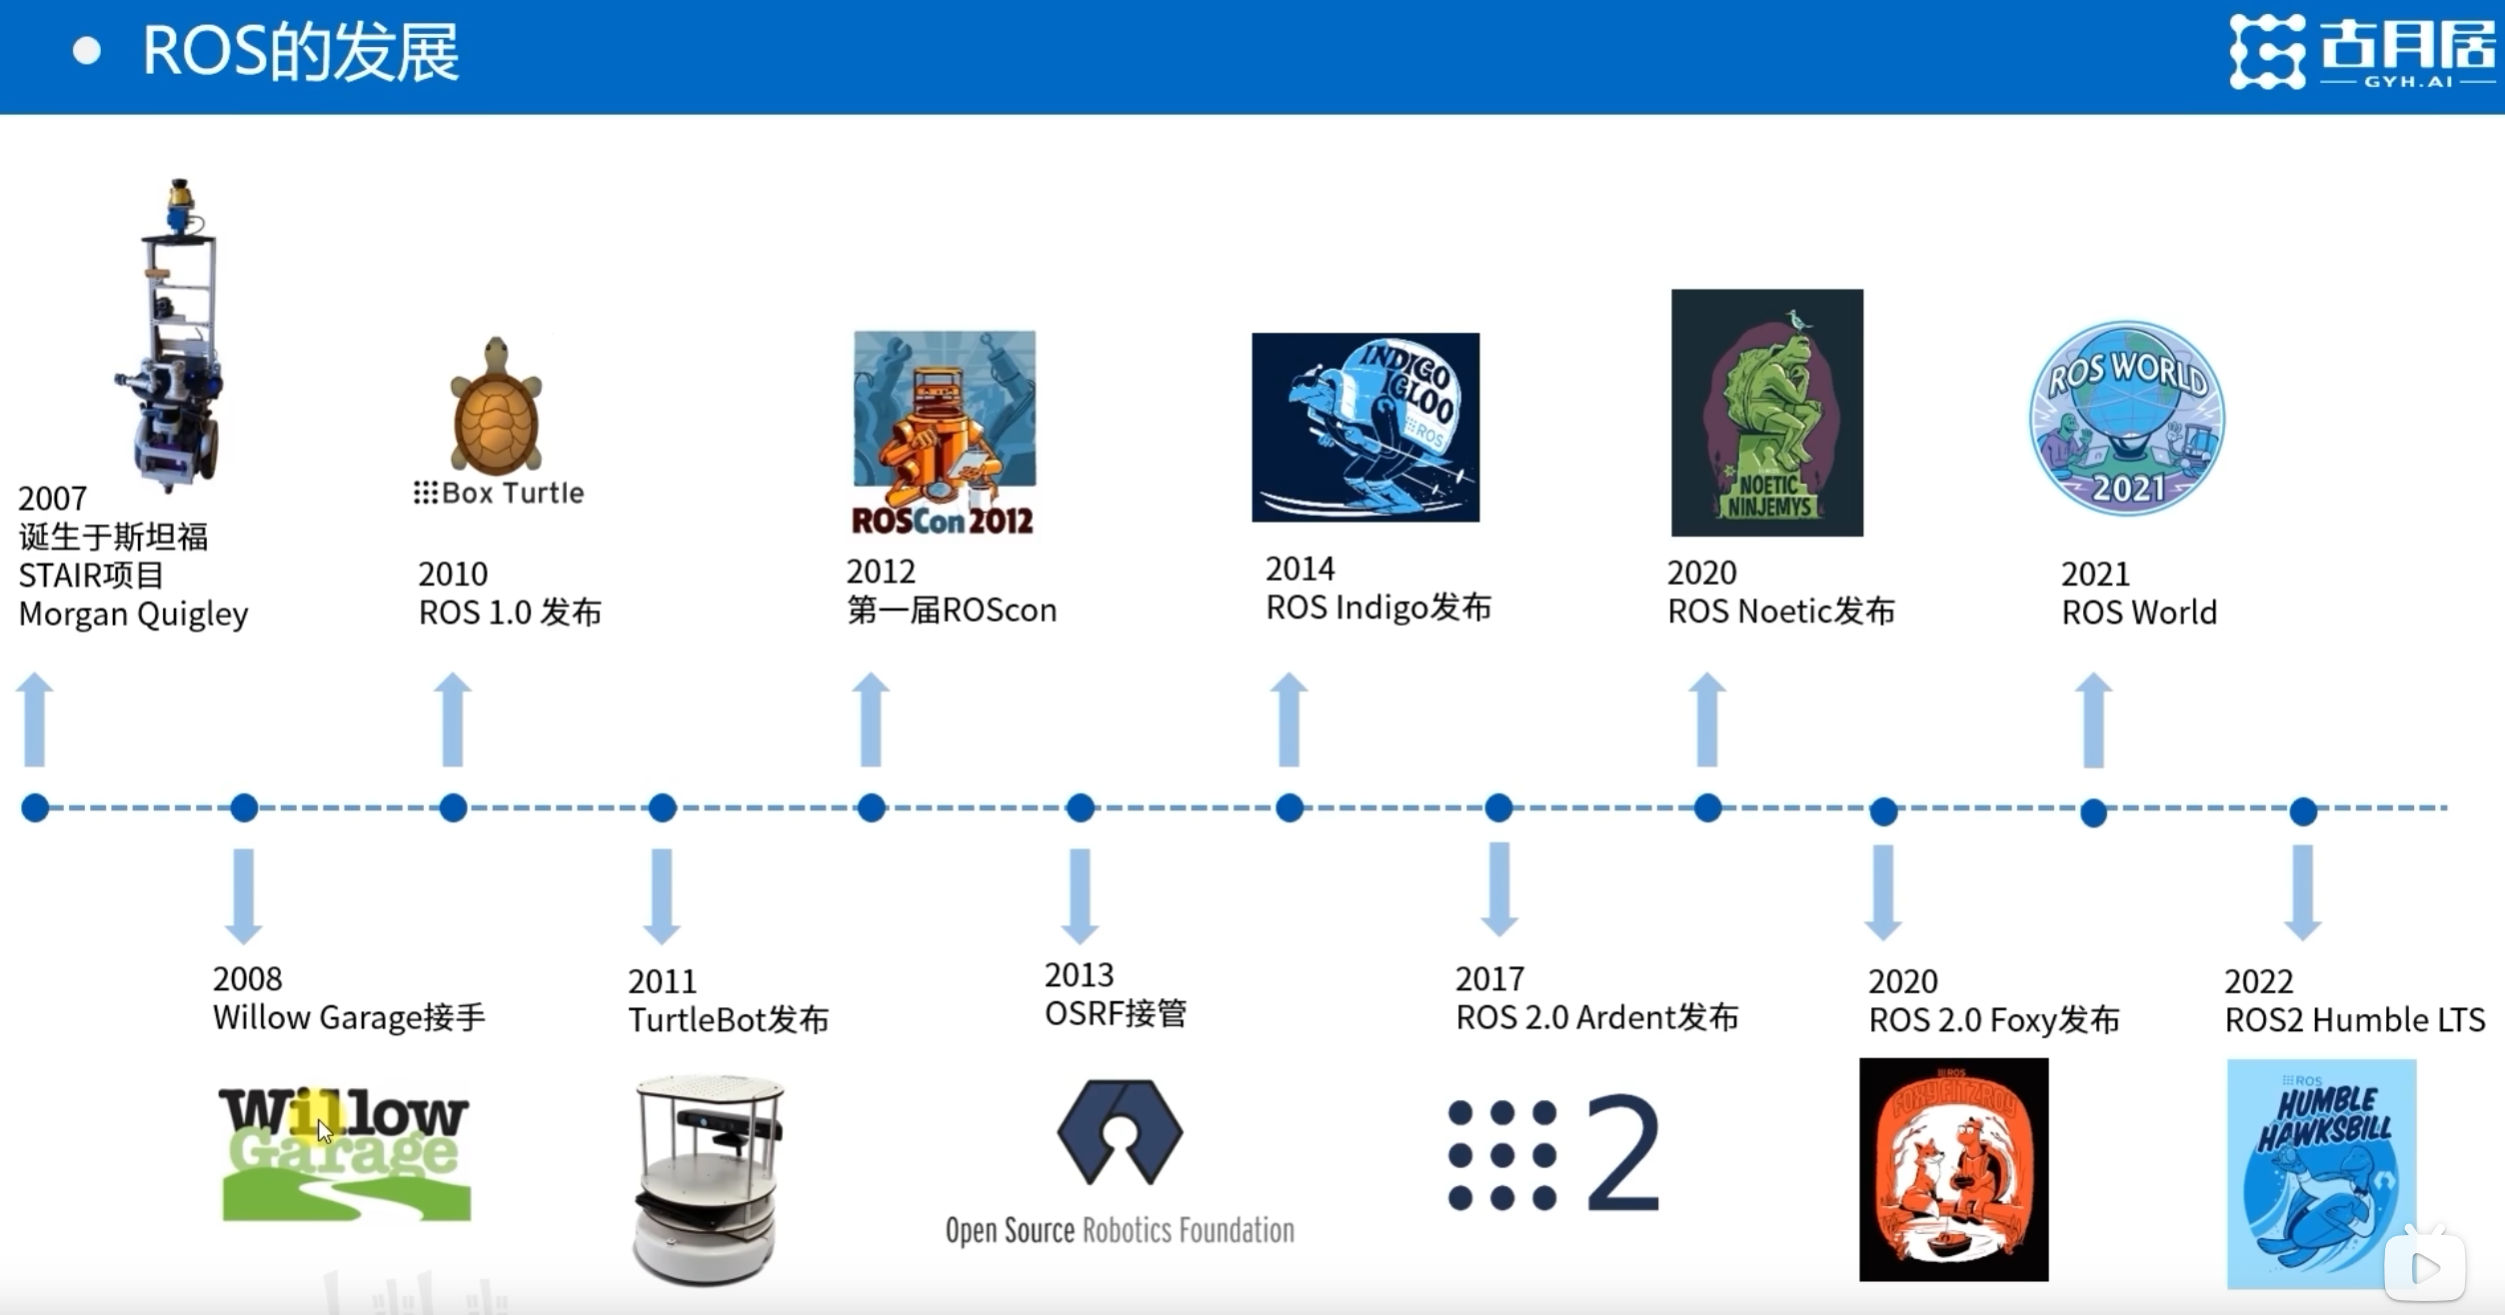 ROS的发展
古月居
GYH.AI
2007
诞生于斯坦福
STAIR项目
Morgan Quigley
Box Turtle
2010
ROS 1.0 发布
ROSCon 2012
2012
第一届ROScon
INDIGO
IGLOO
ROS
2014
ROS Indigo发布
NOETIC
NINJEMYS
2020
ROS Noetic发布
ROS WORLD
2021
2021
ROS World
2008
Willow Garage接手
Willow
Garage
2011
TurtleBot发布
2013
OSRF接管
Open Source Robotics Foundation
2017
ROS 2.0 Ardent发布
2
2020
ROS 2.0 Foxy发布
ROS
FOXY FITZROY
2022
ROS2 Humble LTS
ROS
HUMBLE
HAWKSBILL